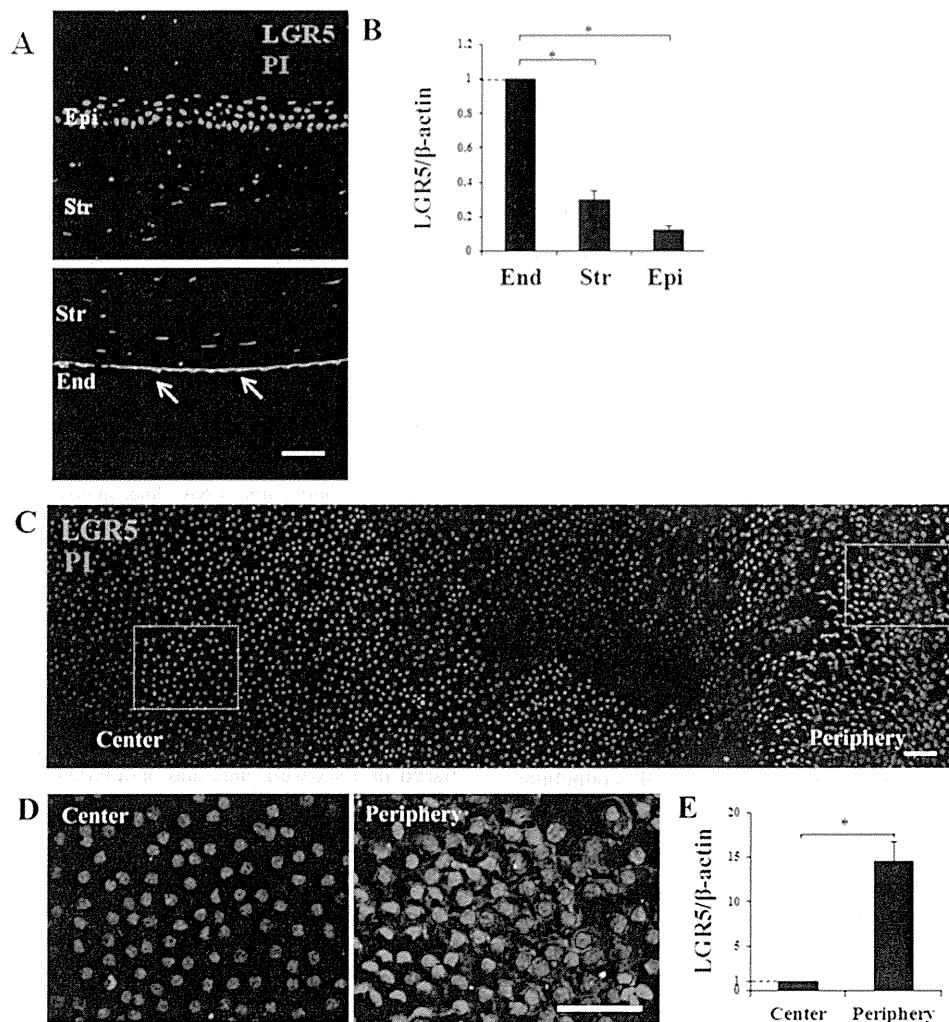 A
LGR5
PI
Epi
Str
Str
End
B
*
*
1.2
1
0.8
0.6
0.4
0.2
0
LGR5/β-actin
End Str Epi
C
LGR5
PI
Center
Periphery
D
Center
Periphery
E
*
20
15
10
5
1
0
LGR5/β-actin
Center Periphery